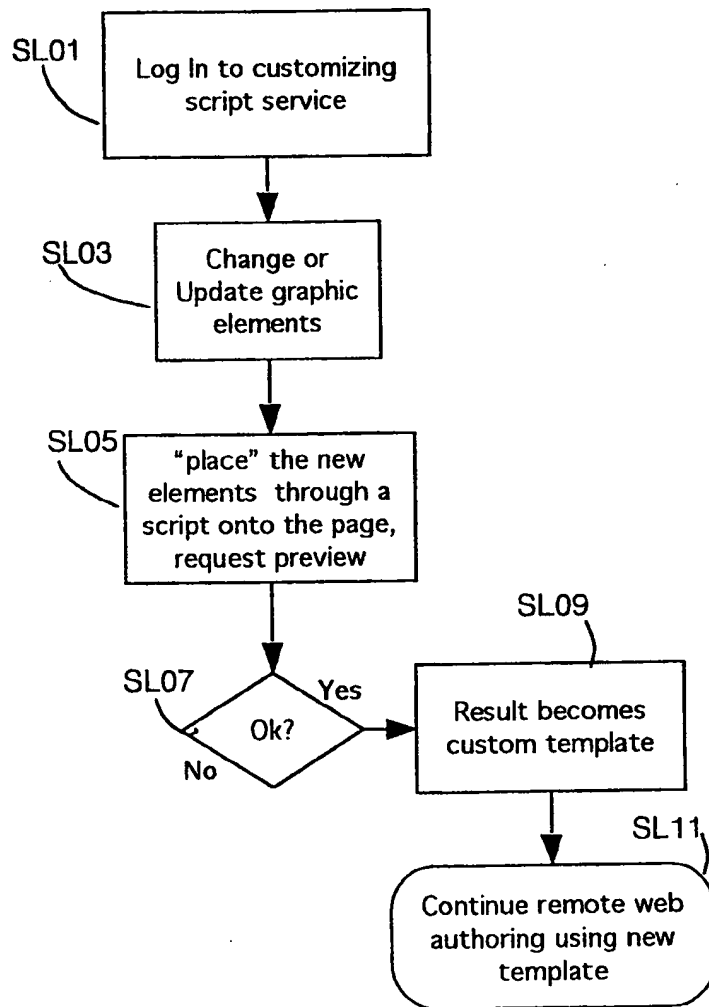 SL01
Log In to customizing
script service
SL03
Change or
Update graphic
elements
SL05
"place" the new
elements through a
script onto the page,
request preview
SL07
Ok?
Yes
No
SL09
Result becomes
custom template
SL11
Continue remote web
authoring using new
template